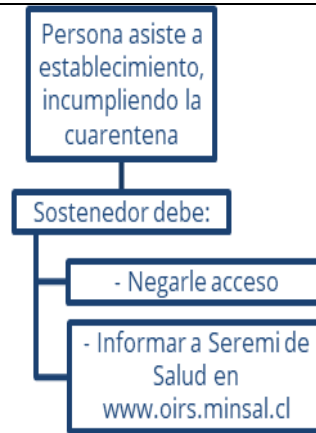 Persona asiste a
establecimiento,
incumpliendo la
cuarentena
Sostenedor debe:
- Negarle acceso
- Informar a Seremi de
Salud en
www.oirs.minsal.cl